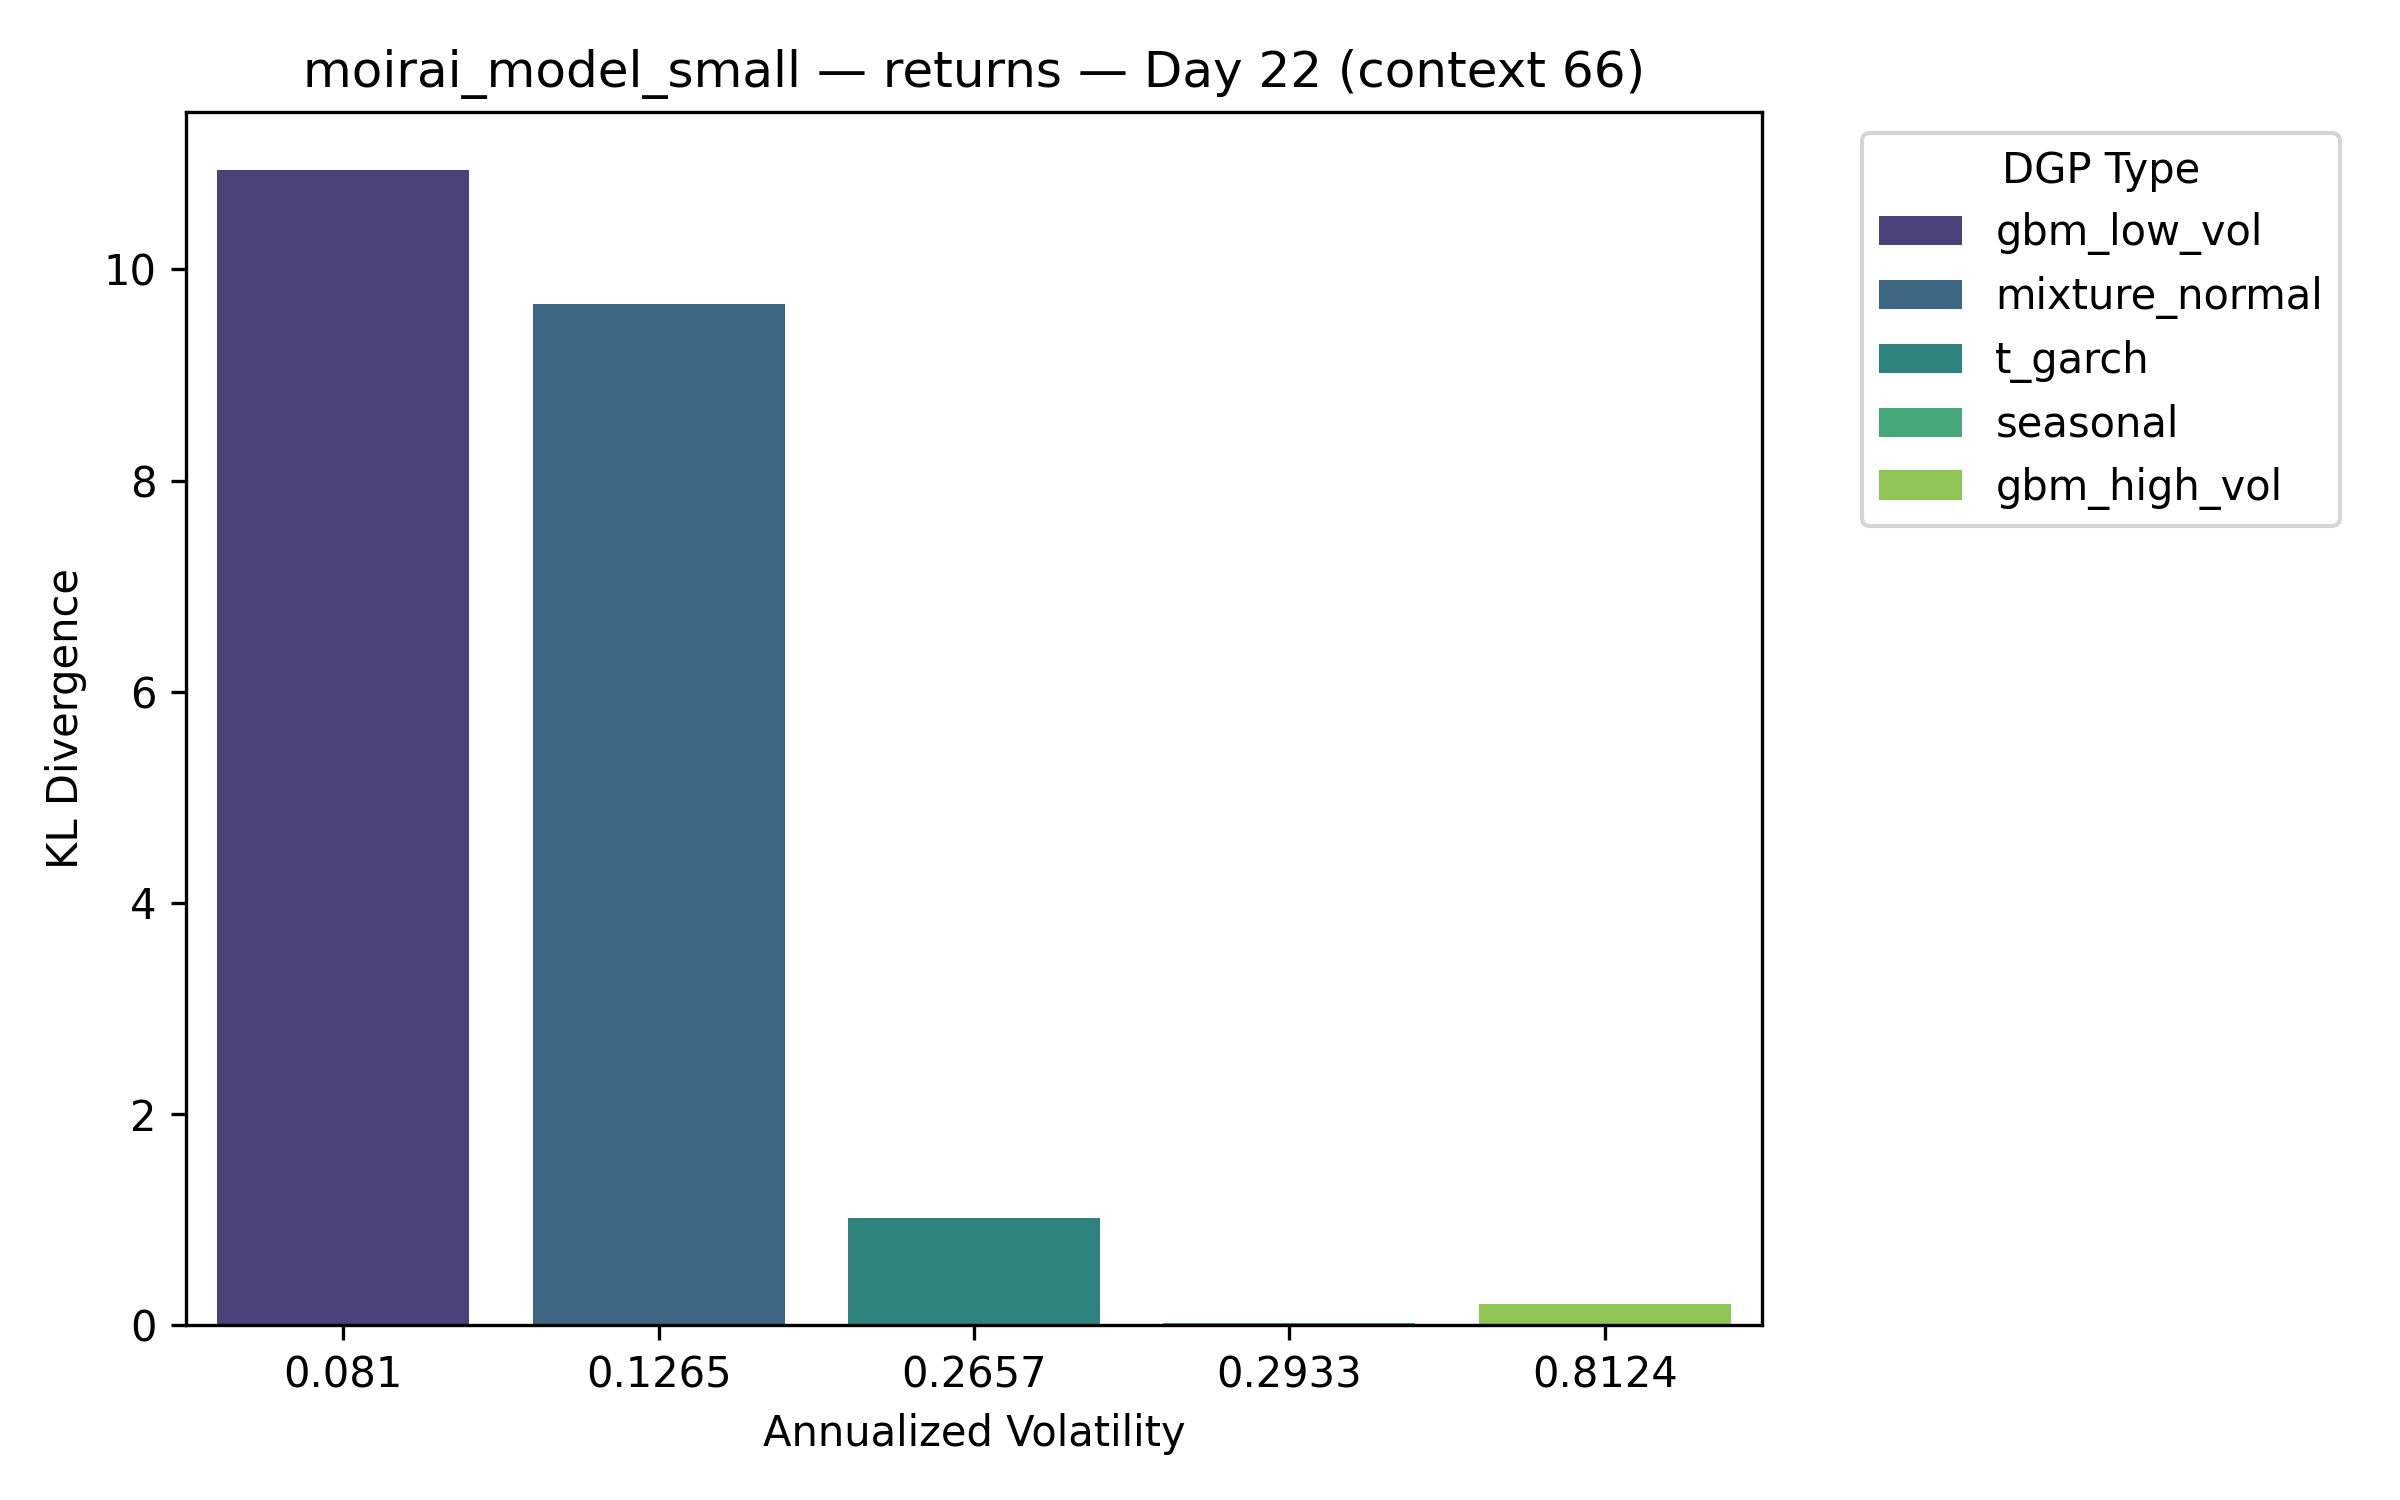 moirai_model_small — returns — Day 22 (context 66)
KL Divergence
10
8
6
4
2
0
0.081
0.1265
0.2657
0.2933
0.8124
Annualized Volatility
DGP Type
gbm_low_vol
mixture_normal
t_garch
seasonal
gbm_high_vol